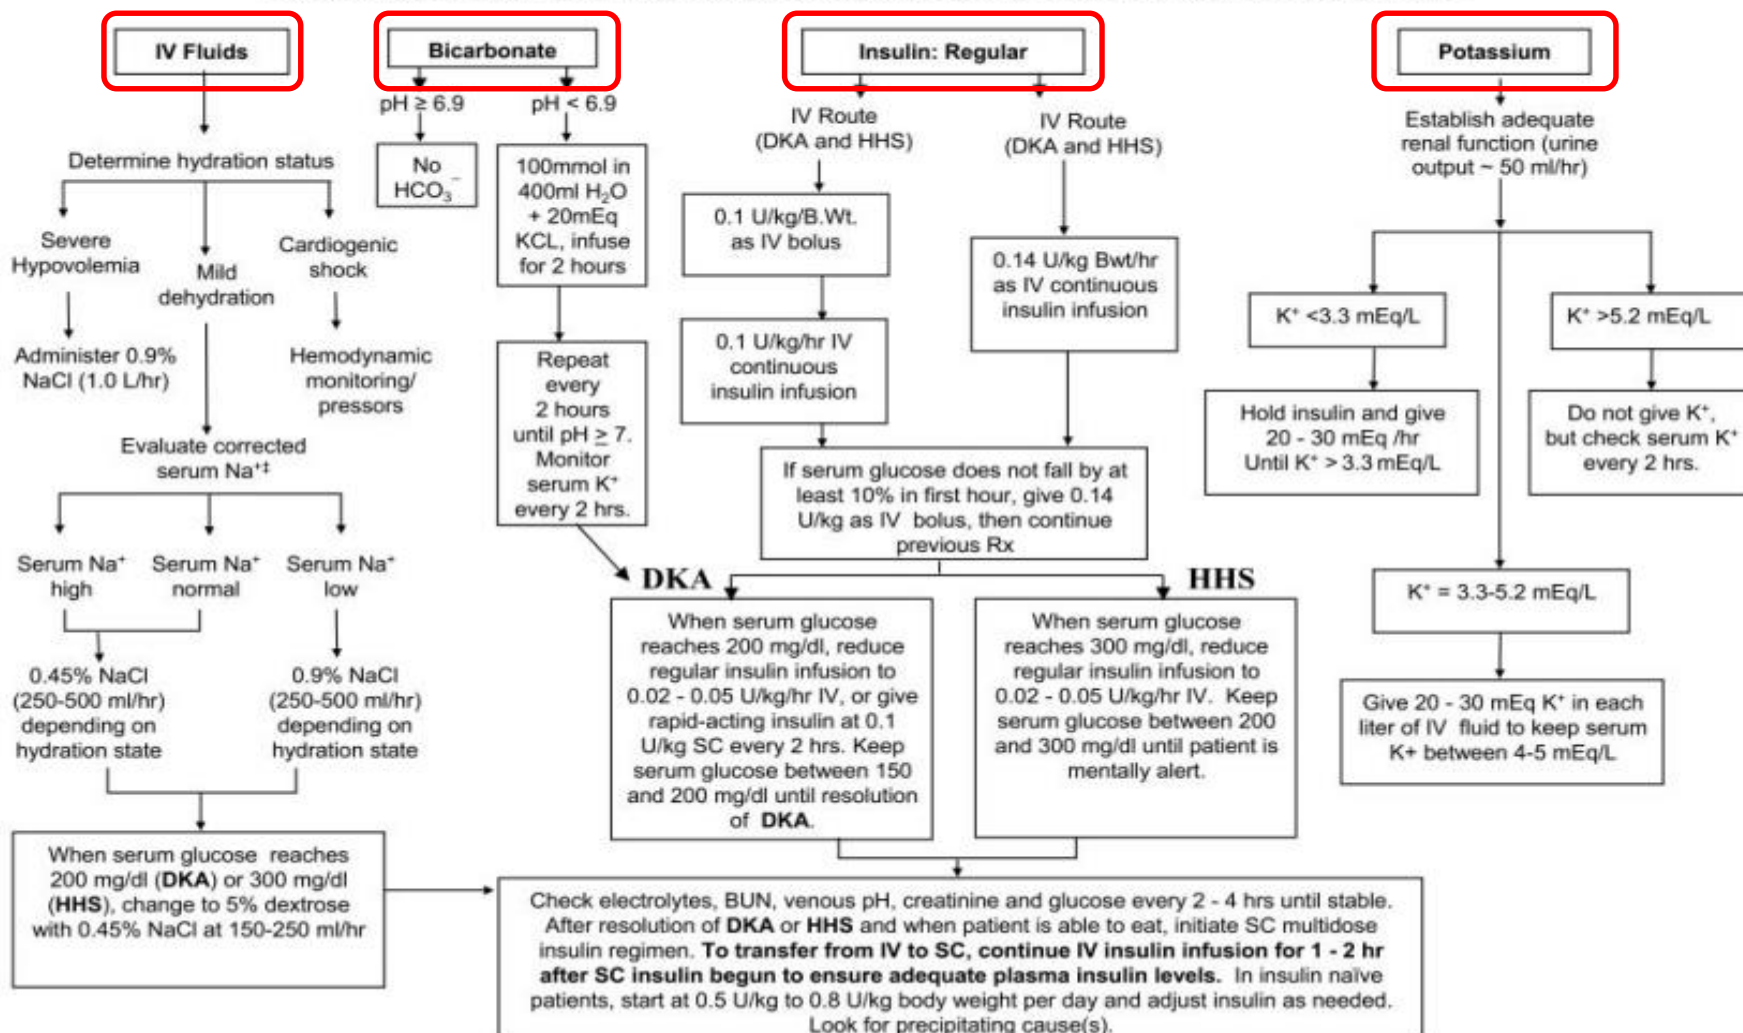 IV Fluids
Bicarbonate
Insulin: Regular
Potassium
pH ≥ 6.9
pH < 6.9
No
HCO₃⁻
100mmol in
400ml H₂O
+ 20mEq
KCL, infuse
for 2 hours
Repeat
every
2 hours
until pH ≥ 7.
Monitor
serum K⁺
every 2 hrs.
Determine hydration status
Severe
Hypovolemia
Mild
dehydration
Cardiogenic
shock
Administer 0.9%
NaCl (1.0 L/hr)
Hemodynamic
monitoring/
pressors
Evaluate corrected
serum Na⁺‡
Serum Na⁺
high
Serum Na⁺
normal
Serum Na⁺
low
0.45% NaCl
(250-500 ml/hr)
depending on
hydration state
0.9% NaCl
(250-500 ml/hr)
depending on
hydration state
When serum glucose reaches
200 mg/dl (DKA) or 300 mg/dl
(HHS), change to 5% dextrose
with 0.45% NaCl at 150-250 ml/hr
IV Route
(DKA and HHS)
IV Route
(DKA and HHS)
0.1 U/kg/B.Wt.
as IV bolus
0.1 U/kg/hr IV
continuous
insulin infusion
0.14 U/kg Bwt/hr
as IV continuous
insulin infusion
If serum glucose does not fall by at
least 10% in first hour, give 0.14
U/kg as IV bolus, then continue
previous Rx
DKA
HHS
When serum glucose
reaches 200 mg/dl, reduce
regular insulin infusion to
0.02 - 0.05 U/kg/hr IV, or give
rapid-acting insulin at 0.1
U/kg SC every 2 hrs. Keep
serum glucose between 150
and 200 mg/dl until resolution
of DKA.
When serum glucose
reaches 300 mg/dl, reduce
regular insulin infusion to
0.02 - 0.05 U/kg/hr IV. Keep
serum glucose between 200
and 300 mg/dl until patient is
mentally alert.
Establish adequate
renal function (urine
output ~ 50 ml/hr)
K⁺ <3.3 mEq/L
K⁺ >5.2 mEq/L
Hold insulin and give
20 - 30 mEq /hr
Until K⁺ > 3.3 mEq/L
Do not give K⁺,
but check serum K⁺
every 2 hrs.
K⁺ = 3.3-5.2 mEq/L
Give 20 - 30 mEq K⁺ in each
liter of IV fluid to keep serum
K+ between 4-5 mEq/L
Check electrolytes, BUN, venous pH, creatinine and glucose every 2 - 4 hrs until stable.
After resolution of DKA or HHS and when patient is able to eat, initiate SC multidose
insulin regimen. To transfer from IV to SC, continue IV insulin infusion for 1 - 2 hr
after SC insulin begun to ensure adequate plasma insulin levels. In insulin naïve
patients, start at 0.5 U/kg to 0.8 U/kg body weight per day and adjust insulin as needed.
Look for precipitating cause(s).